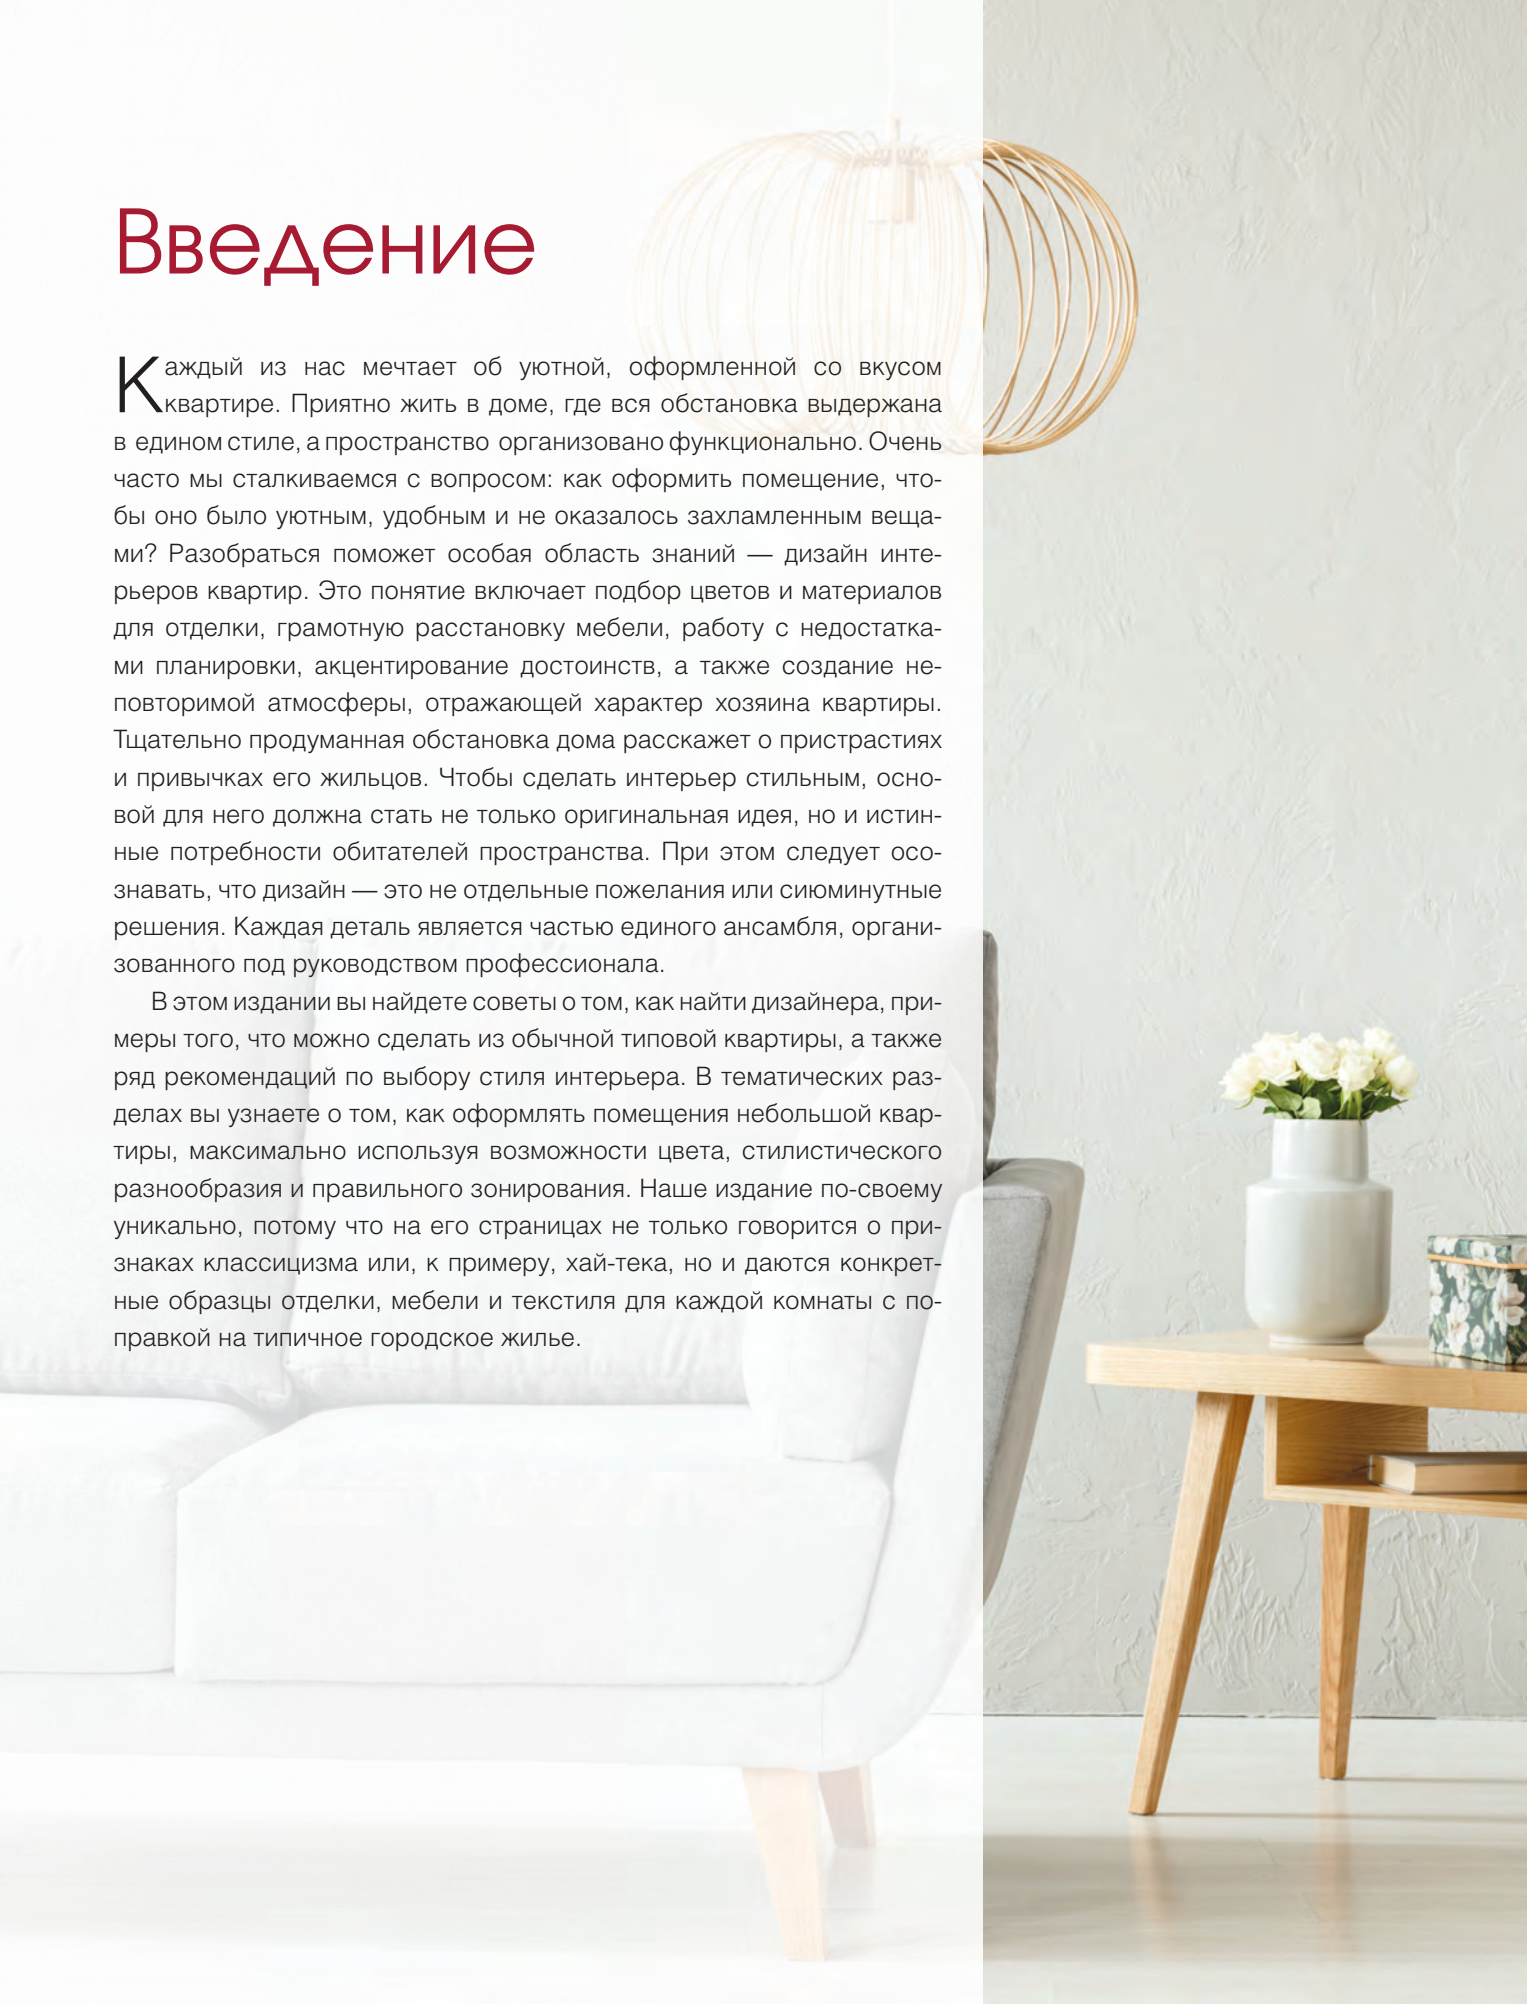 Введение
Каждый из нас мечтает об уютной, оформленной со вкусом
квартире. Приятно жить в доме, где вся обстановка выдержана
в едином стиле, а пространство организовано функционально. Очень
часто мы сталкиваемся с вопросом: как оформить помещение, что-
бы оно было уютным, удобным и не оказалось захламленным веща-
ми? Разобраться поможет особая область знаний — дизайн инте-
рьеров квартир. Это понятие включает подбор цветов и материалов
для отделки, грамотную расстановку мебели, работу с недостатка-
ми планировки, акцентирование достоинств, а также создание не-
повторимой атмосферы, отражающей характер хозяина квартиры.
Тщательно продуманная обстановка дома расскажет о пристрастиях
и привычках его жильцов. Чтобы сделать интерьер стильным, осно-
вой для него должна стать не только оригинальная идея, но и истин-
ные потребности обитателей пространства. При этом следует осо-
знавать, что дизайн — это не отдельные пожелания или сиюминутные
решения. Каждая деталь является частью единого ансамбля, органи-
зованного под руководством профессионала.
В этом издании вы найдете советы о том, как найти дизайнера, при-
меры того, что можно сделать из обычной типовой квартиры, а также
ряд рекомендаций по выбору стиля интерьера. В тематических раз-
делах вы узнаете о том, как оформлять помещения небольшой квар-
тиры, максимально используя возможности цвета, стилистического
разнообразия и правильного зонирования. Наше издание по-своему
уникально, потому что на его страницах не только говорится о при-
знаках классицизма или, к примеру, хай-тека, но и даются конкрет-
ные образцы отделки, мебели и текстиля для каждой комнаты с по-
правкой на типичное городское жилье.